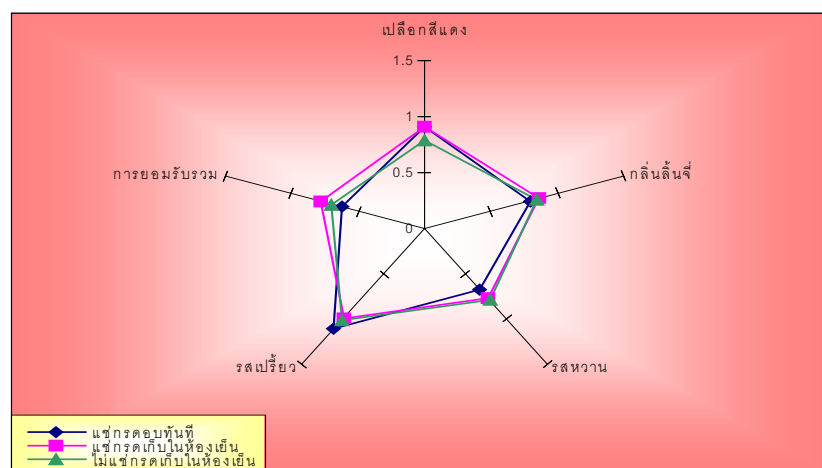 เปลือกสีแดง
1.5
1
การยอมรับรวม
กลิ่นลิ้นจี่
0.5
0
รสเปรี้ยว
รสหวาน
แช่กรดอบทันที
แช่กรดเก็บในห้องเย็น
ไม่แช่กรดเก็บในห้องเย็น